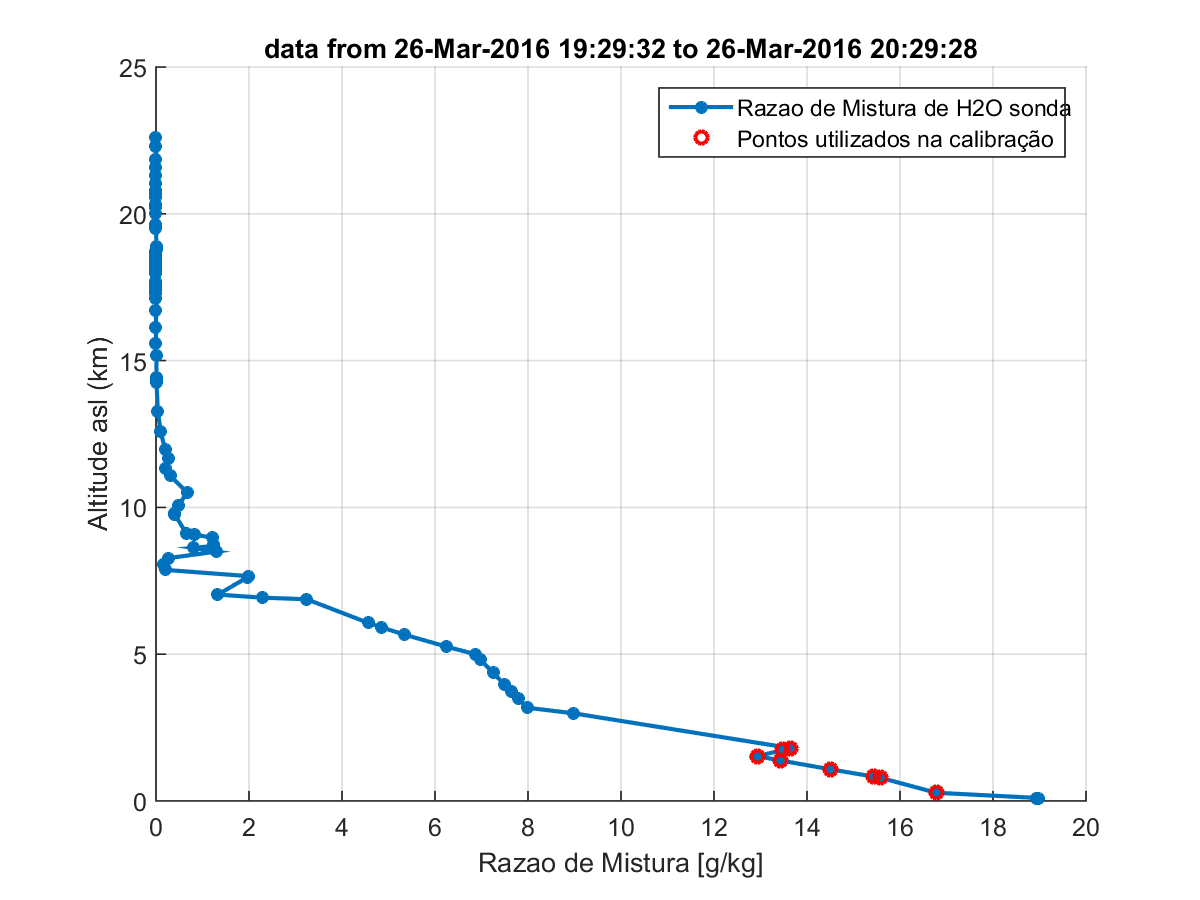 data from 26-Mar-2016 19:29:32 to 26-Mar-2016 20:29:28
Razao de Mistura de H2O sonda
Pontos utilizados na calibração
25
20
15
10
5
0
Altitude asl (km)
0 2 4 6 8 10 12 14 16 18 20
Razao de Mistura [g/kg]